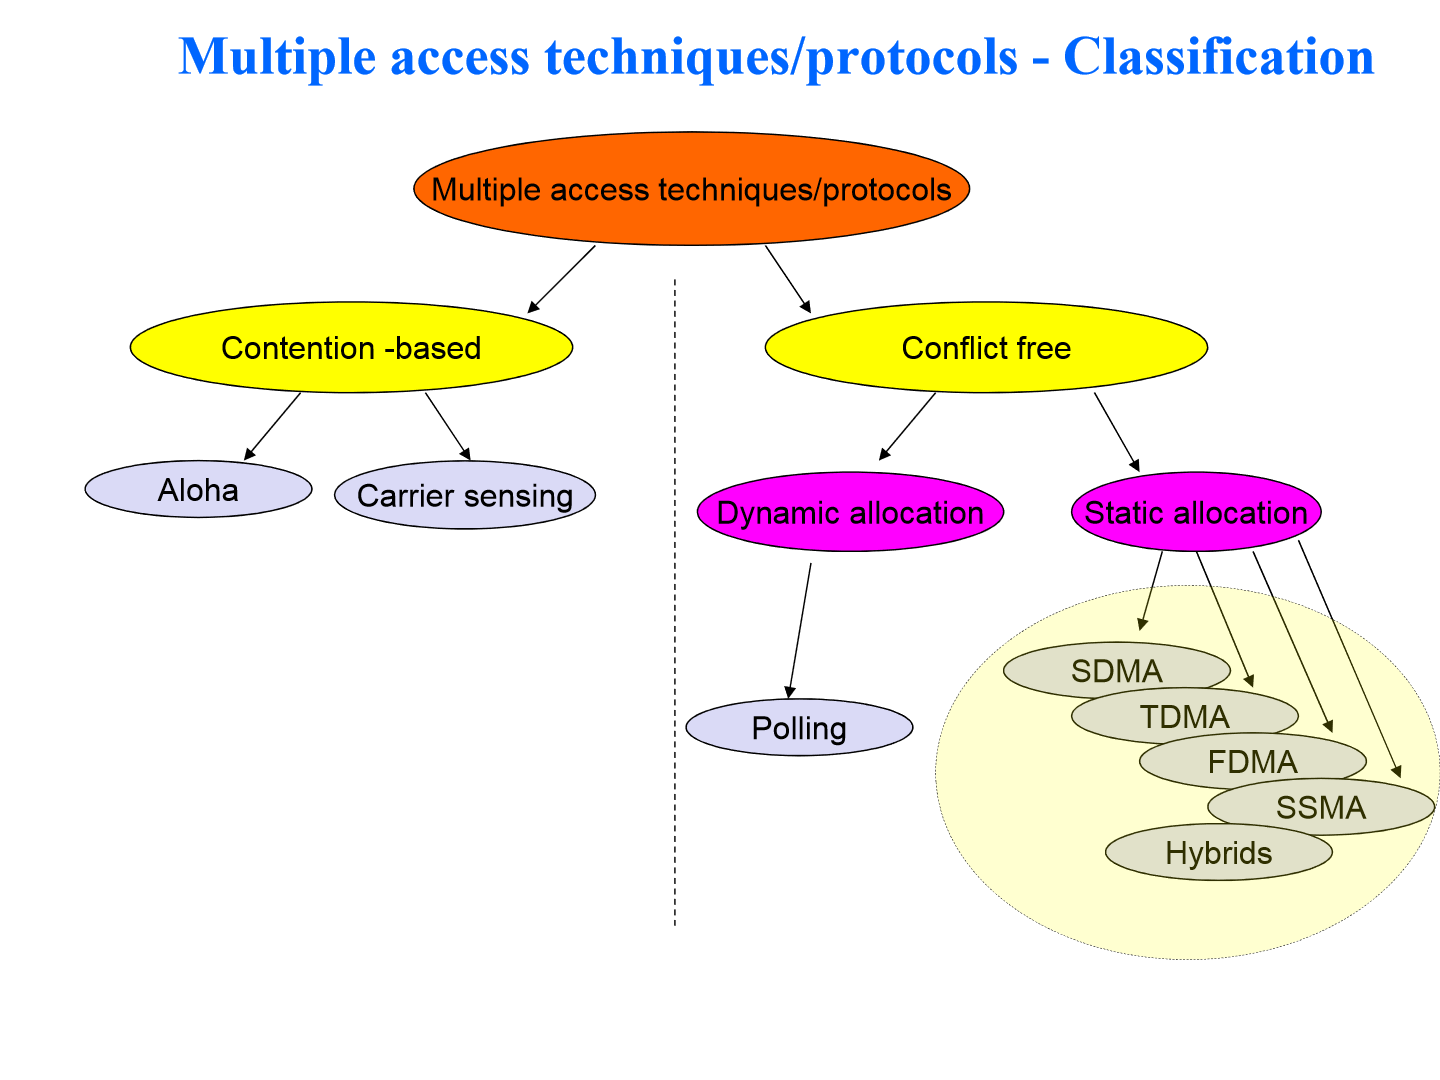 Multiple access techniques/protocols - Classification
Multiple access techniques/protocols
Contention -based
Conflict free
Aloha
Carrier sensing
Dynamic allocation
Static allocation
SDMA
TDMA
Polling
FDMA
SSMA
Hybrids